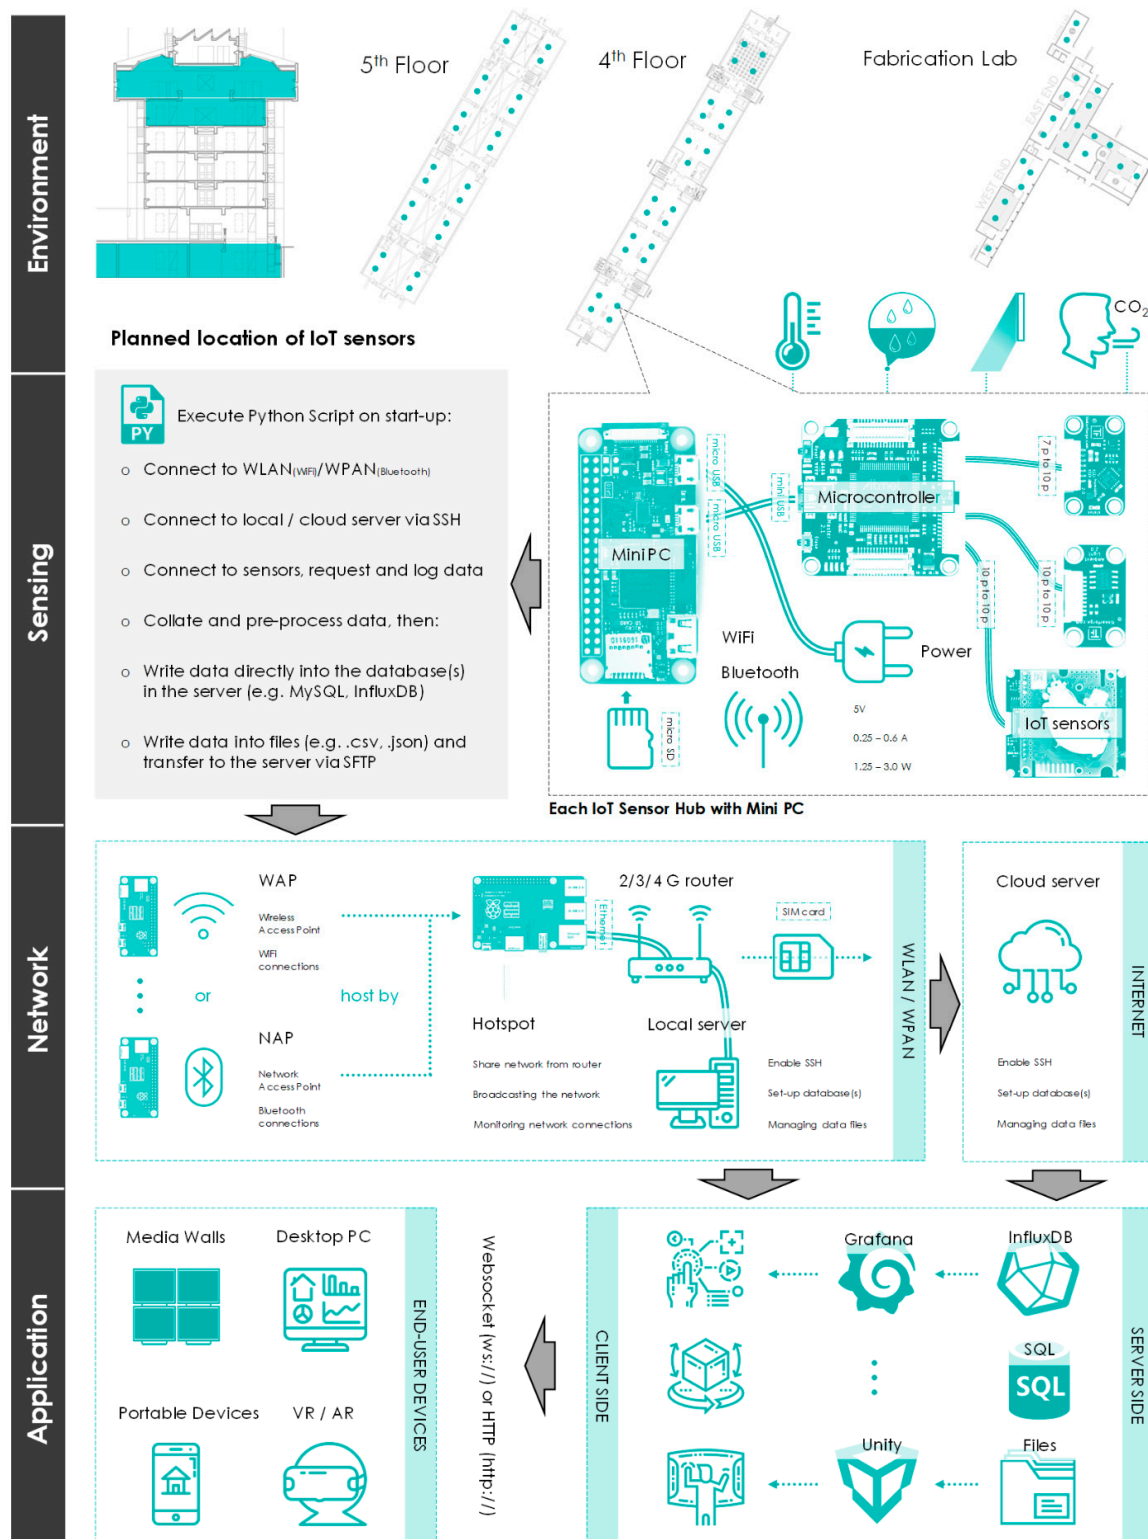 Environment
5th Floor
4th Floor
Fabrication Lab
EAST END
WEST END
CO2
Planned location of IoT sensors
Sensing
PY
Execute Python Script on start-up:
Connect to WLAN(WiFi)/WPAN(Bluetooth)
Connect to local / cloud server via SSH
Connect to sensors, request and log data
Collate and pre-process data, then:
Write data directly into the database(s)
in the server (e.g. MySQL, InfluxDB)
Write data into files (e.g. .csv, .json) and
transfer to the server via SFTP
Mini PC
micro USB
micro USB
mini USB
Microcontroller
7 p to 10 p
10 p to 10 p
10 p to 10 p
IoT sensors
WiFi
Bluetooth
Power
5V
0.25 – 0.6 A
1.25 – 3.0 W
micro SD
Each IoT Sensor Hub with Mini PC
Network
WAP
Wireless
Access Point
WIFI
connections
or
host by
NAP
Network
Access Point
Bluetooth
connections
Ethernet
2/3/4 G router
SIM card
Hotspot
Share network from router
Broadcasting the network
Monitoring network connections
Local server
Enable SSH
Set-up database(s)
Managing data files
WLAN / WPAN
Cloud server
Enable SSH
Set-up database(s)
Managing data files
INTERNET
Application
Media Walls
Desktop PC
Portable Devices
VR / AR
END-USER DEVICES
Websocket (ws://) or HTTP (http://)
CLIENT SIDE
Grafana
InfluxDB
SQL
SQL
Unity
Files
SERVER SIDE